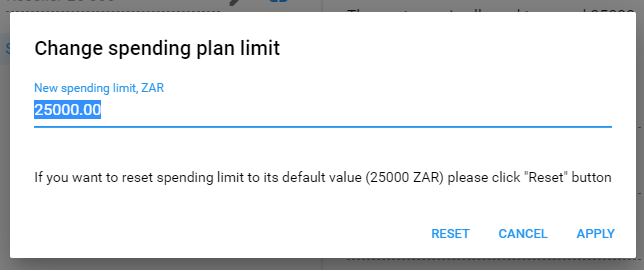 Change spending plan limit
New spending limit, ZAR
25000.00
If you want to reset spending limit to its default value (25000 ZAR) please click "Reset" button
RESET CANCEL APPLY